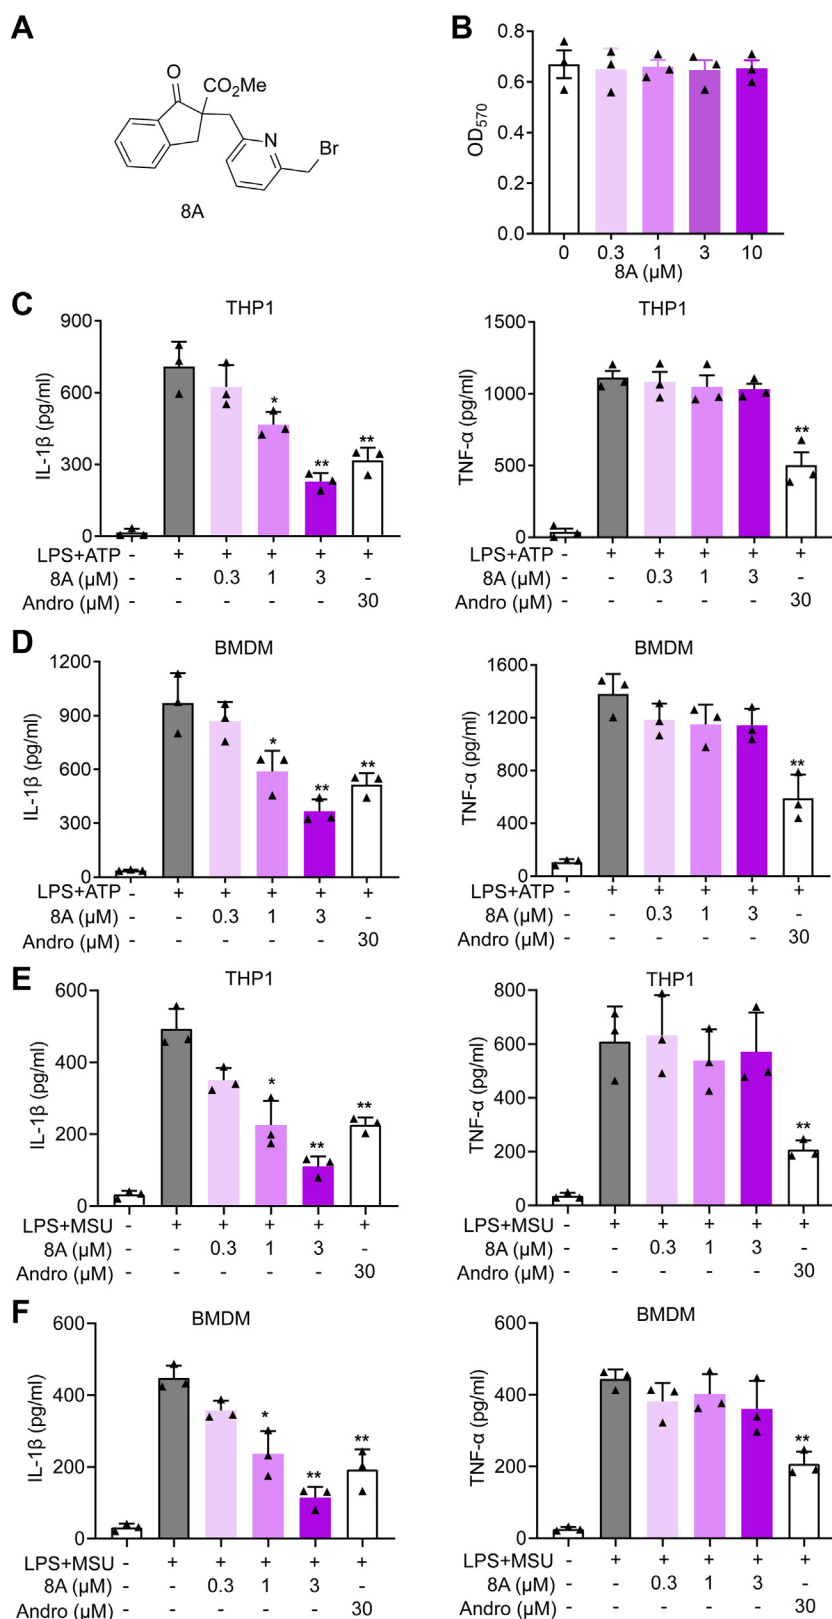 A
O
CO2Me
N
Br
8A
B
OD570
0.8
0.6
0.4
0.2
0.0
0 0.3 1 3 10
8A (μM)
C
THP1
IL-1β (pg/ml)
900
600
300
0
* ** **
LPS+ATP - + + + + +
8A (μM) - - 0.3 1 3 -
Andro (μM) - - - - - 30
THP1
TNF-α (pg/ml)
1500
1000
500
0
**
LPS+ATP - + + + + +
8A (μM) - - 0.3 1 3 -
Andro (μM) - - - - - 30
D
BMDM
IL-1β (pg/ml)
1200
900
600
300
0
* ** **
LPS+ATP - + + + + +
8A (μM) - - 0.3 1 3 -
Andro (μM) - - - - - 30
BMDM
TNF-α (pg/ml)
1600
1200
800
400
0
**
LPS+ATP - + + + + +
8A (μM) - - 0.3 1 3 -
Andro (μM) - - - - - 30
E
THP1
IL-1β (pg/ml)
600
400
200
0
* ** **
LPS+MSU - + + + + +
8A (μM) - - 0.3 1 3 -
Andro (μM) - - - - - 30
THP1
TNF-α (pg/ml)
800
600
400
200
0
**
LPS+MSU - + + + + +
8A (μM) - - 0.3 1 3 -
Andro (μM) - - - - - 30
F
BMDM
IL-1β (pg/ml)
600
400
200
0
* ** **
LPS+MSU - + + + + +
8A (μM) - - 0.3 1 3 -
Andro (μM) - - - - - 30
BMDM
TNF-α (pg/ml)
600
400
200
0
**
LPS+MSU - + + + + +
8A (μM) - - 0.3 1 3 -
Andro (μM) - - - - - 30